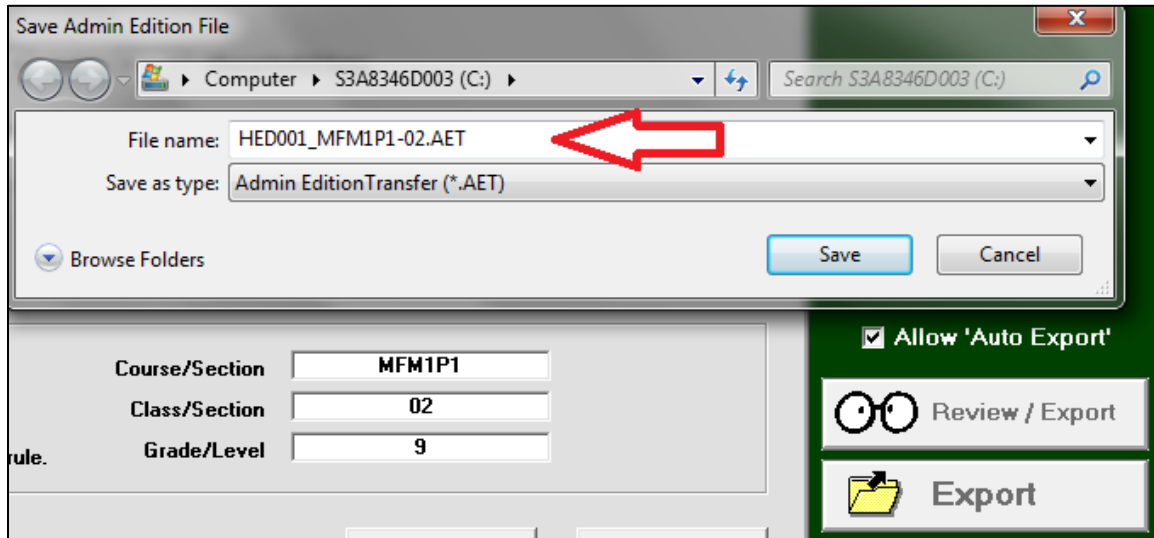 Save Admin Edition File
Computer S3A8346D003 (C:) Search S3A8346D003 (C:)
File name: HED001_MFM1P1-02.AET
Save as type: Admin EditionTransfer (*.AET)
Browse Folders Save Cancel
Allow 'Auto Export'
Course/Section MFM1P1
Class/Section 02
Review / Export
rule. Grade/Level 9
Export